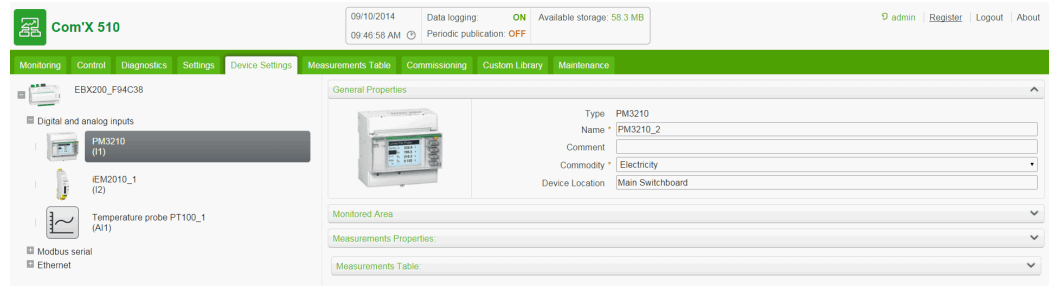 Com'X 510
09/10/2014
09:46:58 AM
Data logging: ON Available storage: 58.3 MB
Periodic publication: OFF
admin Register Logout About
Monitoring Control Diagnostics Settings Device Settings Measurements Table Commissioning Custom Library Maintenance
EBX200_F94C38
Digital and analog inputs
PM3210
(I1)
iEM2010_1
(I2)
Temperature probe PT100_1
(AI1)
Modbus serial
Ethernet
General Properties
Type PM3210
Name * PM3210_2
Comment
Commodity * Electricity
Device Location Main Switchboard
Monitored Area
Measurements Properties:
Measurements Table: